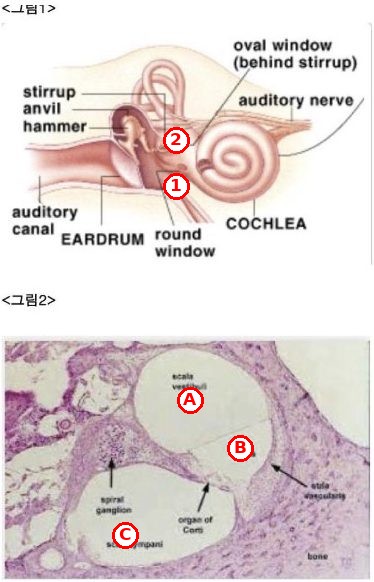 <그림1>
oval window
(behind stirrup)
stirrup
anvil
hammer
auditory nerve
2
1
auditory
canal
EARDRUM
round
window
COCHLEA
<그림2>
scala
vestibuli
A
B
spiral
ganglion
organ of
Corti
stria
vascularis
C
tympani
bone